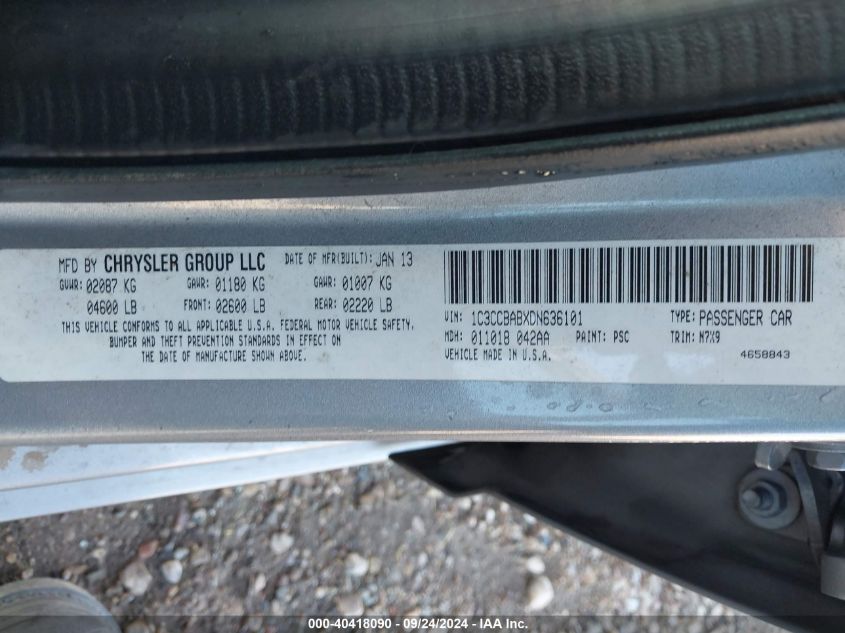 MFD BY CHRYSLER GROUP LLC DATE OF MFR(BUILT): JAN 13
GVWR: 02087 KG GAWR: 01180 KG GAWR: 01007 KG
04600 LB FRONT: 02600 LB REAR: 02220 LB
THIS VEHICLE CONFORMS TO APPLICABLE U.S.A. FEDERAL MOTOR VEHICLE SAFETY,
BUMPER AND THEFT PREVENTION STANDARDS IN EFFECT ON
THE DATE OF MANUFACTURE SHOWN ABOVE.
VIN: 1C3CCBABXDN636101 TYPE: PASSENGER CAR
MDH: 011018 042AA PAINT: PSC TRIM: N7X9
VEHICLE MADE IN U.S.A. 4658843
000-40418090 - 09/24/2024 - IAAI Inc.